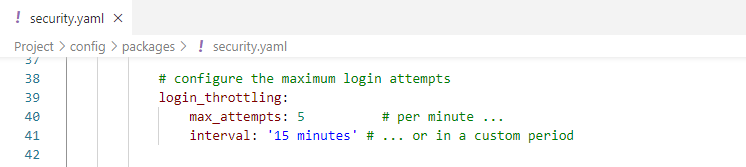 ! security.yaml ×
Project > config > packages > ! security.yaml
37
38 # configure the maximum login attempts
39 login_throttling:
40 max_attempts: 5 # per minute ...
41 interval: '15 minutes' # ... or in a custom period
42